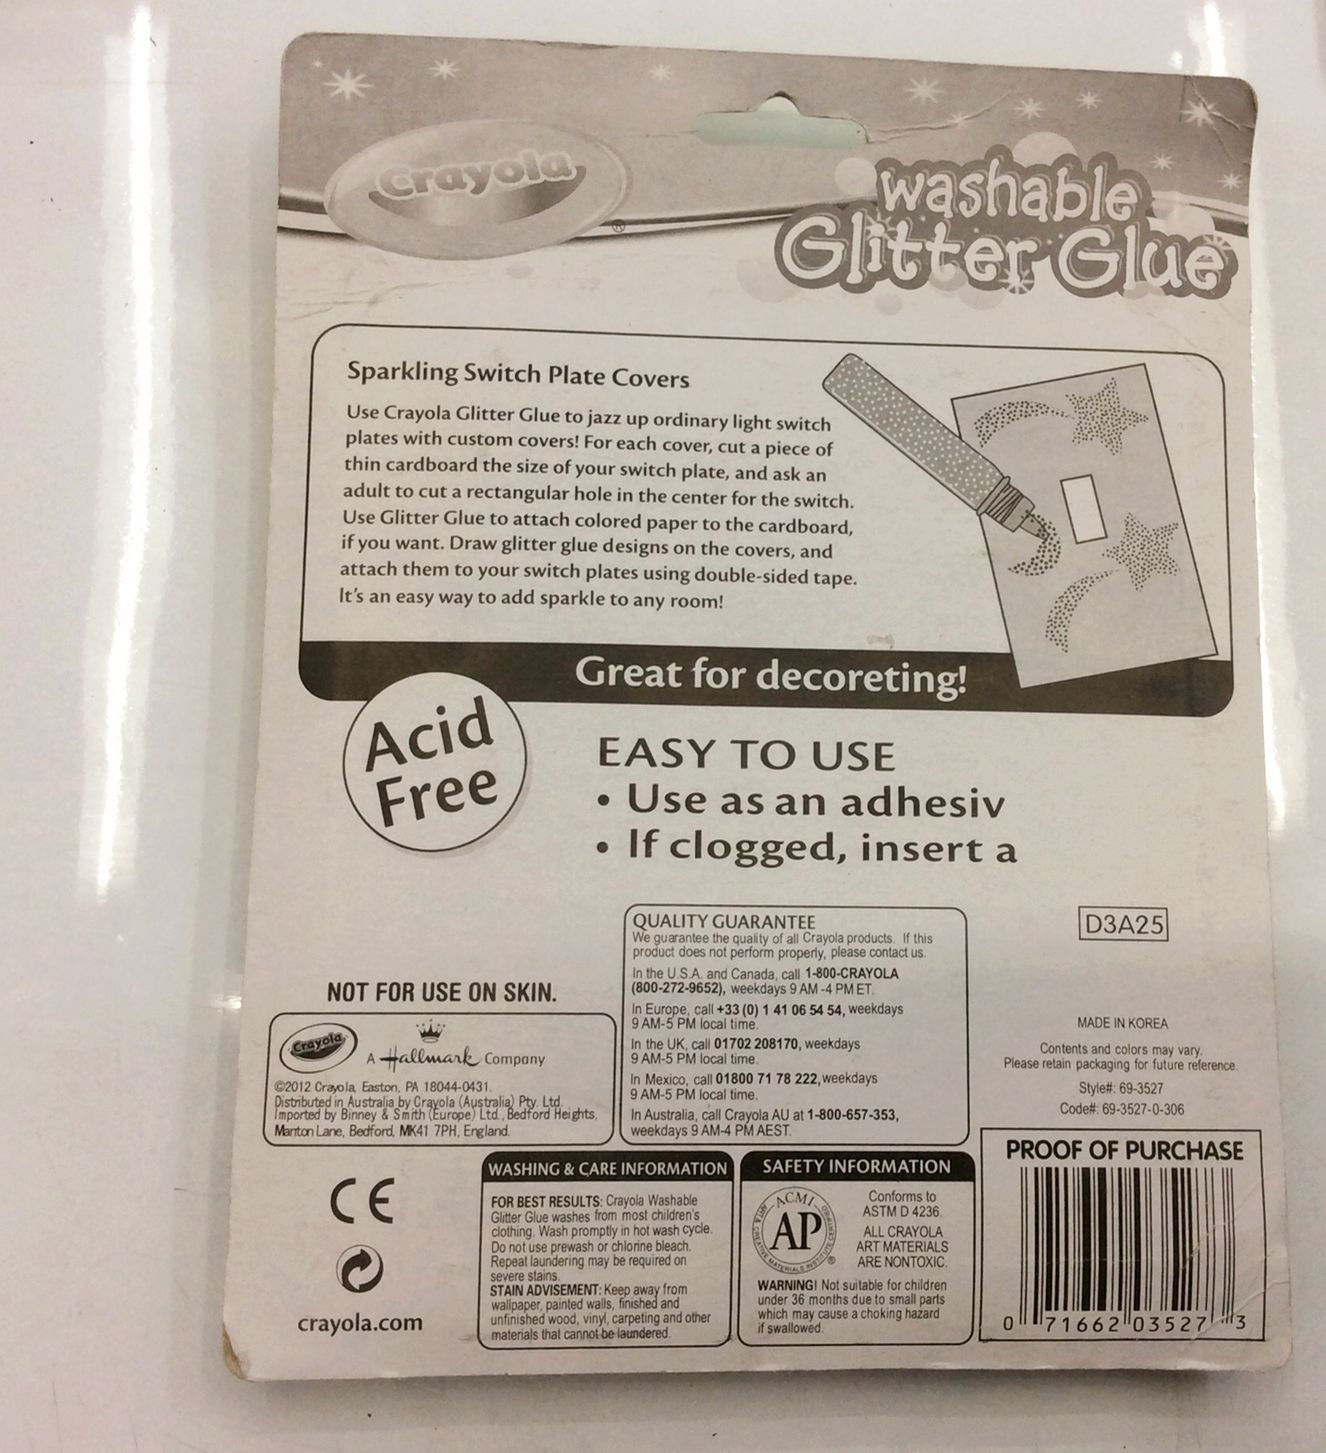 Crayola
®
washable
Glitter Glue
Sparkling Switch Plate Covers
Use Crayola Glitter Glue to jazz up ordinary light switch
plates with custom covers! For each cover, cut a piece of
thin cardboard the size of your switch plate, and ask an
adult to cut a rectangular hole in the center for the switch.
Use Glitter Glue to attach colored paper to the cardboard,
if you want. Draw glitter glue designs on the covers, and
attach them to your switch plates using double-sided tape.
It's an easy way to add sparkle to any room!
Great for decoreting!
Acid
Free
EASY TO USE
• Use as an adhesiv
• If clogged, insert a
NOT FOR USE ON SKIN.
Crayola
A Hallmark Company
©2012 Crayola, Easton, PA 18044-0431.
Distributed in Australia by Crayola (Australia) Pty. Ltd.
Imported by Binney & Smith (Europe) Ltd., Bedford Heights,
Manton Lane, Bedford, MK41 7PH, England.
QUALITY GUARANTEE
We guarantee the quality of all Crayola products. If this
product does not perform properly, please contact us.
In the U.S.A. and Canada, call 1-800-CRAYOLA
(800-272-9652), weekdays 9 AM -4 PM ET.
In Europe, call +33 (0) 1 41 06 54 54, weekdays
9 AM-5 PM local time.
In the UK, call 01702 208170, weekdays
9 AM-5 PM local time.
In Mexico, call 01800 71 78 222, weekdays
9 AM-5 PM local time.
In Australia, call Crayola AU at 1-800-657-353,
weekdays 9 AM-4 PM AEST.
D3A25
MADE IN KOREA
Contents and colors may vary.
Please retain packaging for future reference.
Style#: 69-3527
Code#: 69-3527-0-306
CE
crayola.com
WASHING & CARE INFORMATION
FOR BEST RESULTS: Crayola Washable
Glitter Glue washes from most children's
clothing. Wash promptly in hot wash cycle.
Do not use prewash or chlorine bleach.
Repeat laundering may be required on
severe stains.
STAIN ADVISEMENT: Keep away from
wallpaper, painted walls, finished and
unfinished wood, vinyl, carpeting and other
materials that cannot be laundered.
SAFETY INFORMATION
ACMI
AP
ART & CREATIVE MATERIALS INSTITUTE CERTIFIED
®
Conforms to
ASTM D 4236.
ALL CRAYOLA
ART MATERIALS
ARE NONTOXIC.
WARNING! Not suitable for children
under 36 months due to small parts
which may cause a choking hazard
if swallowed.
PROOF OF PURCHASE
0 71662 03527 3